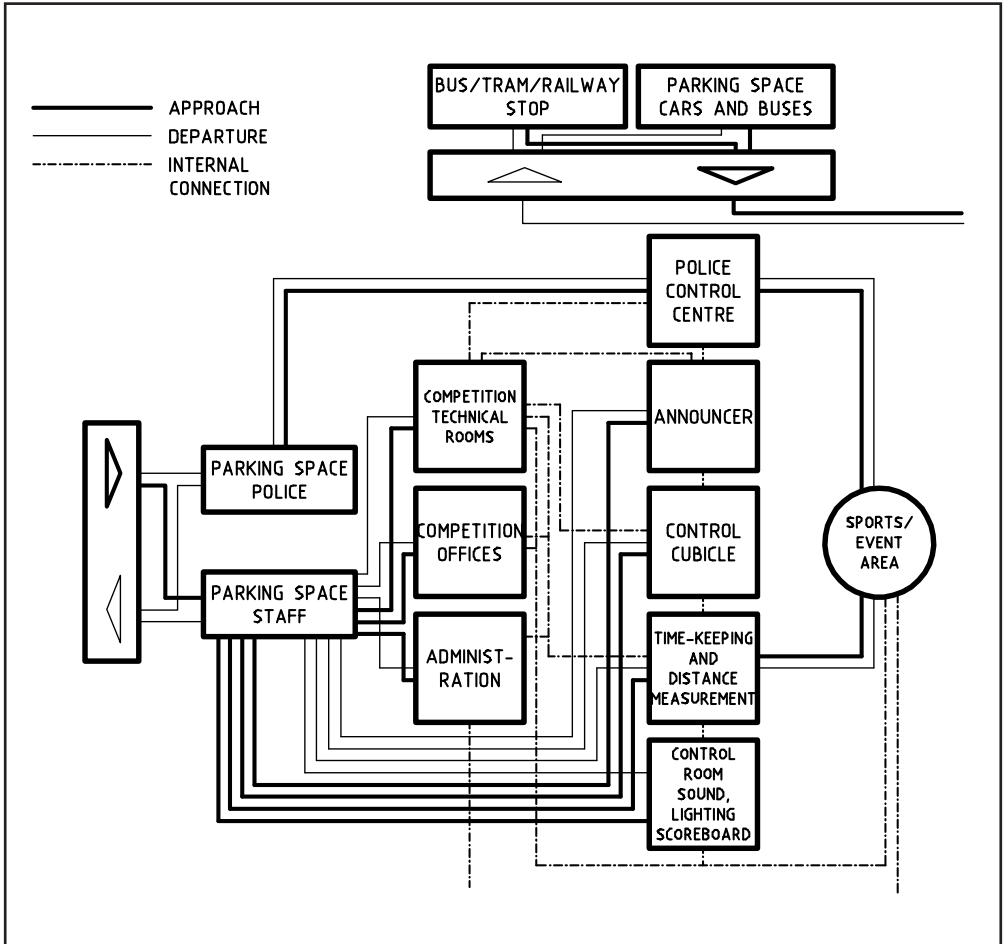 BUS/TRAM/RAILWAY
STOP
PARKING SPACE
CARS AND BUSES
APPROACH
DEPARTURE
INTERNAL
CONNECTION
POLICE
CONTROL
CENTRE
COMPETITION
TECHNICAL
ROOMS
ANNOUNCER
PARKING SPACE
POLICE
COMPETITION
OFFICES
CONTROL
CUBICLE
SPORTS/
EVENT
AREA
PARKING SPACE
STAFF
ADMINIST-
RATION
TIME-KEEPING
AND
DISTANCE
MEASUREMENT
CONTROL
ROOM
SOUND,
LIGHTING
SCOREBOARD